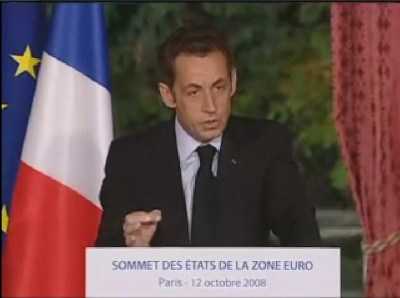 SOMMET DES ÉTATS DE LA ZONE EURO
Paris - 12 octobre 2008